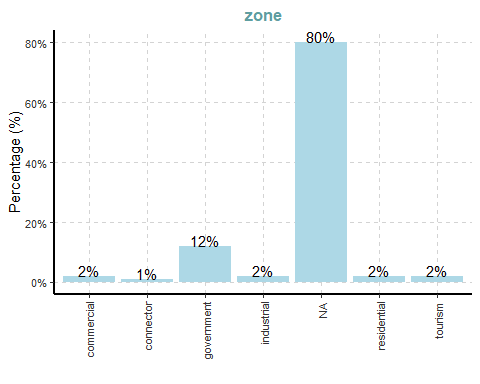 zone
Percentage (%)
80%
60%
40%
20%
0%
2%
1%
12%
2%
80%
2%
2%
commercial
connector
government
industrial
NA
residential
tourism